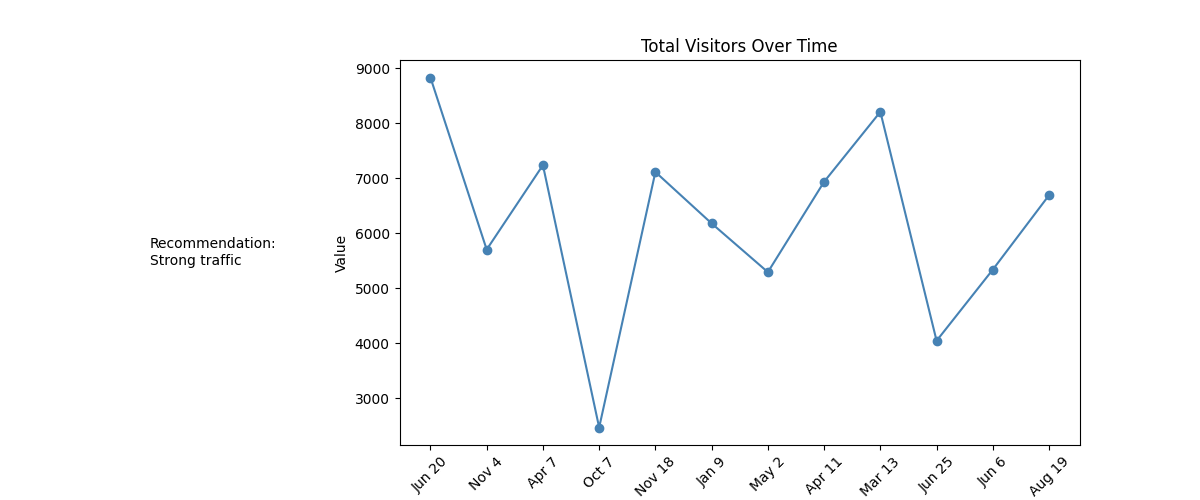 Total Visitors Over Time
9000
8000
7000
6000
5000
4000
3000
Value
Recommendation:
Strong traffic
Jun 20
Nov 4
Apr 7
Oct 7
Nov 18
Jan 9
May 2
Apr 11
Mar 13
Jun 25
Jun 6
Aug 19